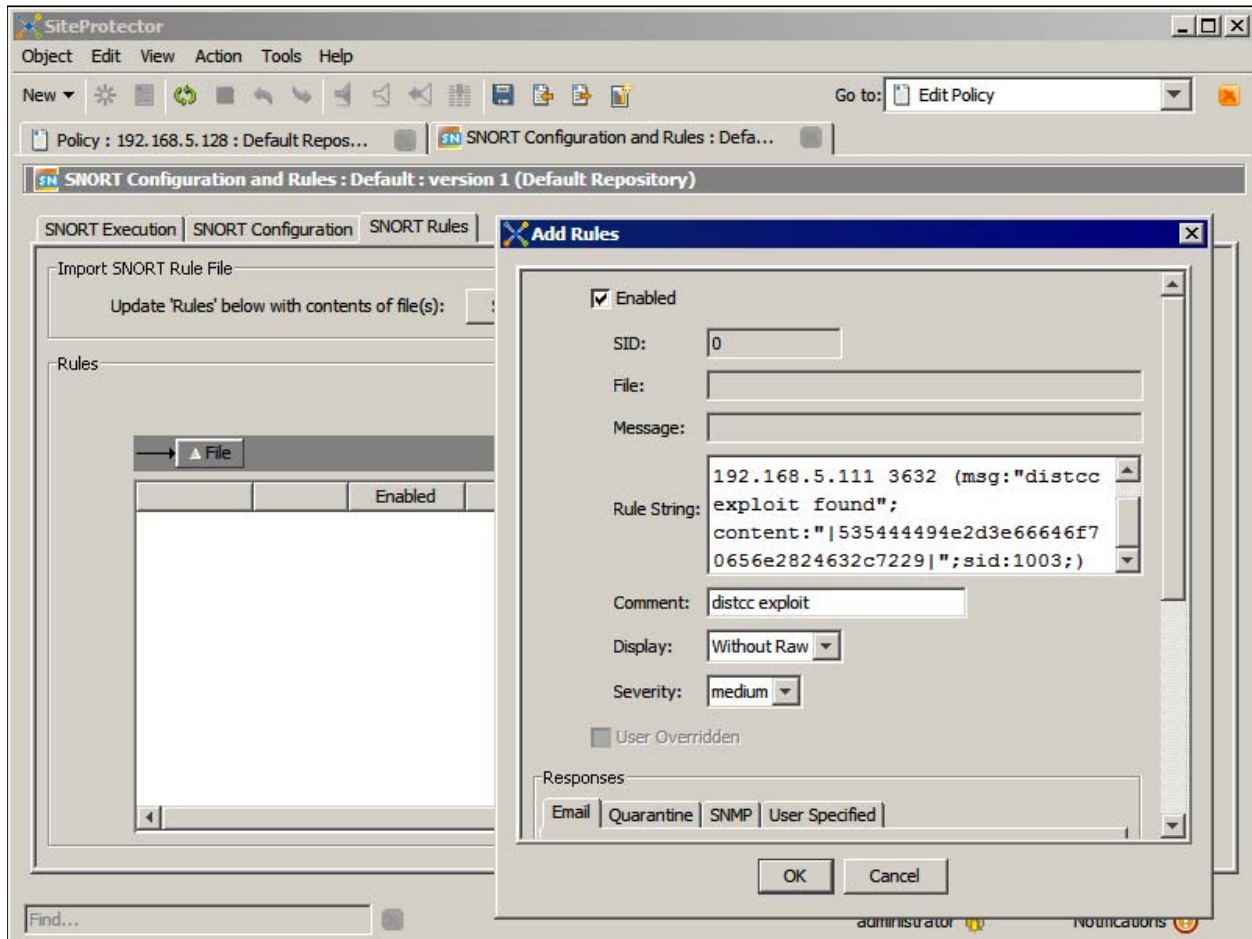 SiteProtector
Object Edit View Action Tools Help
New Go to: Edit Policy
Policy : 192.168.5.128 : Default Repos... SN SNORT Configuration and Rules : Defa...
SN SNORT Configuration and Rules : Default : version 1 (Default Repository)
SNORT Execution SNORT Configuration SNORT Rules
Add Rules
Import SNORT Rule File
Update 'Rules' below with contents of file(s):
Rules
File
Enabled
Enabled
SID: 0
File:
Message:
Rule String:
192.168.5.111 3632 (msg:"distcc
exploit found";
content:"|535444494e2d3e66646f7
0656e2824632c7229|";sid:1003;)
Comment: distcc exploit
Display: Without Raw
Severity: medium
User Overridden
Responses
Email Quarantine SNMP User Specified
OK Cancel
Find...
administrator Notifications